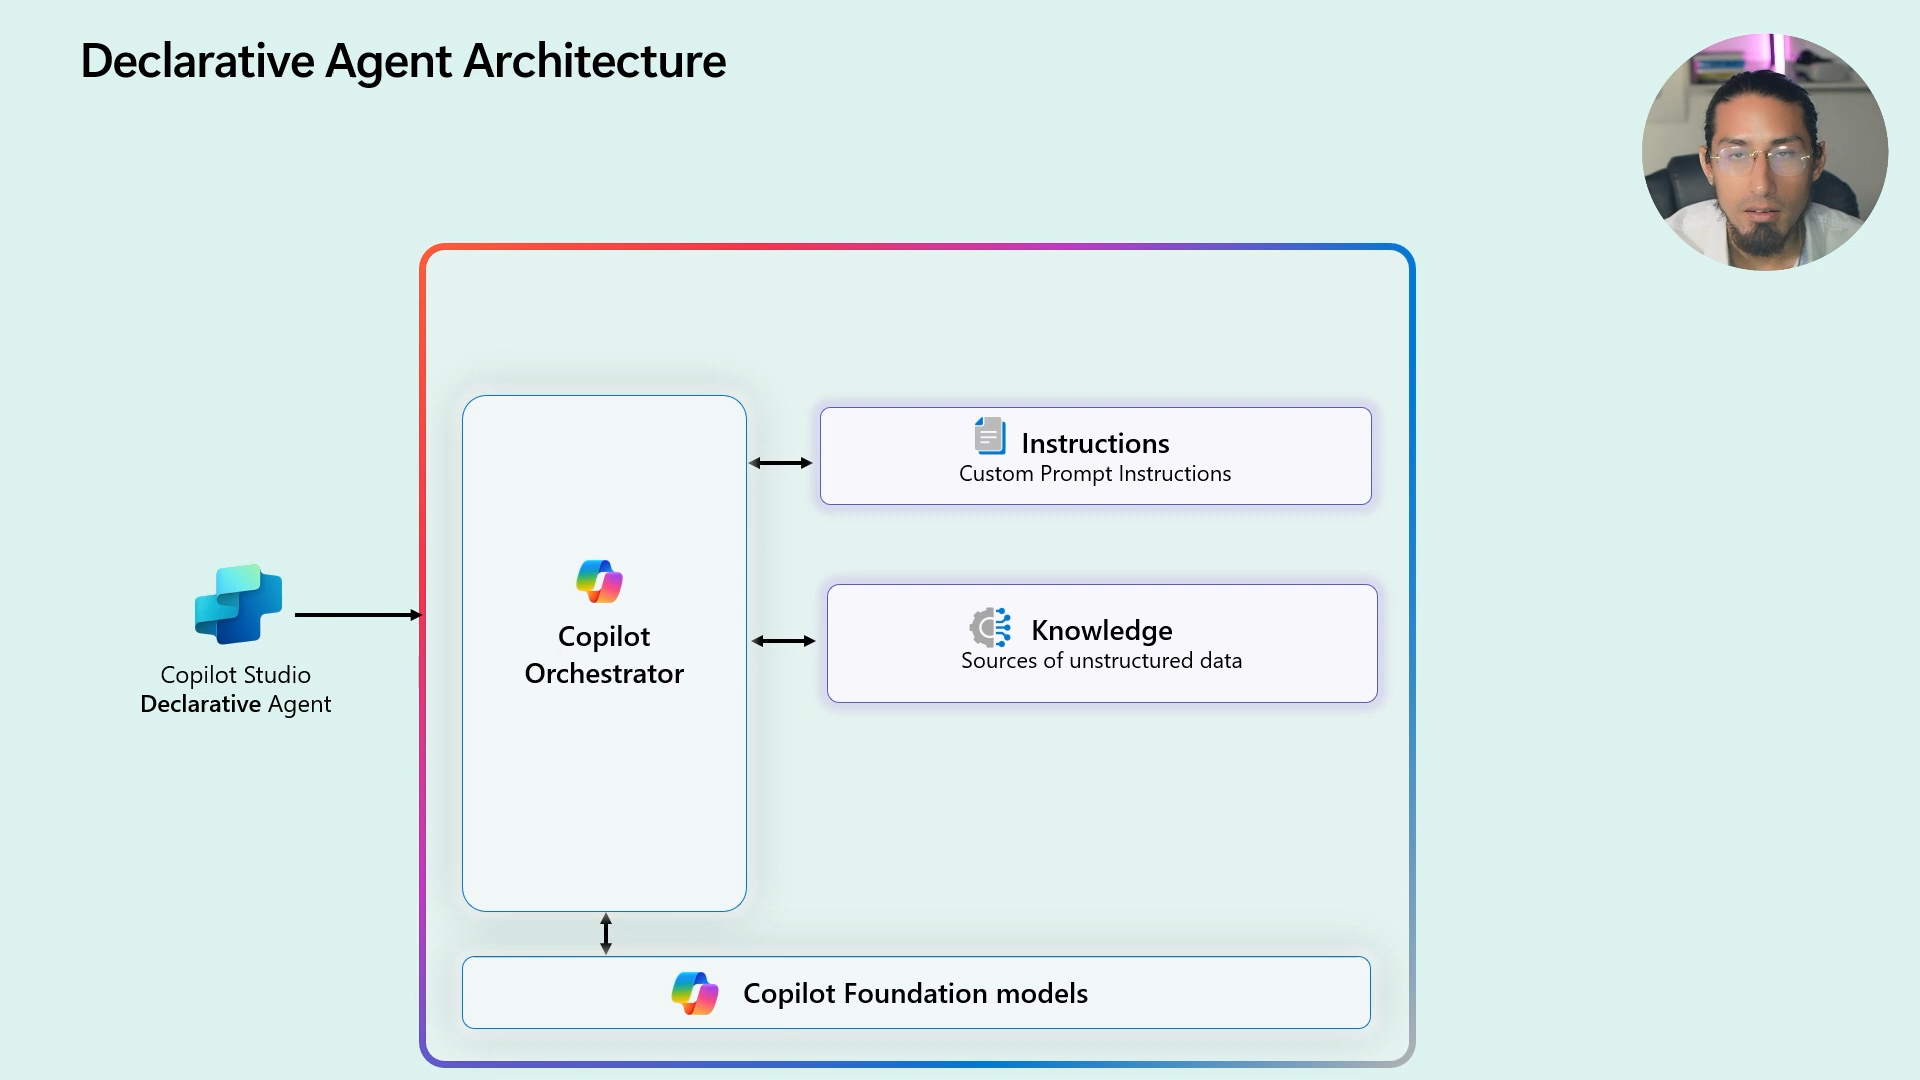 Declarative Agent Architecture
Instructions
Custom Prompt Instructions
Copilot
Orchestrator
Knowledge
Sources of unstructured data
Copilot Studio
Declarative Agent
Copilot Foundation models